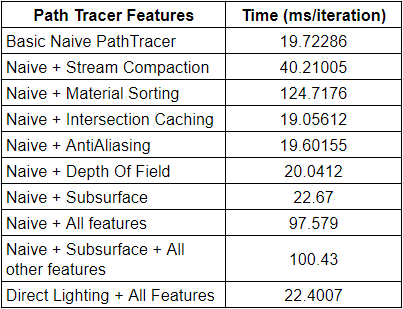 Path Tracer Features Time (ms/iteration)
Basic Naive PathTracer 19.72286
Naive + Stream Compaction 40.21005
Naive + Material Sorting 124.7176
Naive + Intersection Caching 19.05612
Naive + AntiAliasing 19.60155
Naive + Depth Of Field 20.0412
Naive + Subsurface 22.67
Naive + All features 97.579
Naive + Subsurface + All
other features 100.43
Direct Lighting + All Features 22.4007